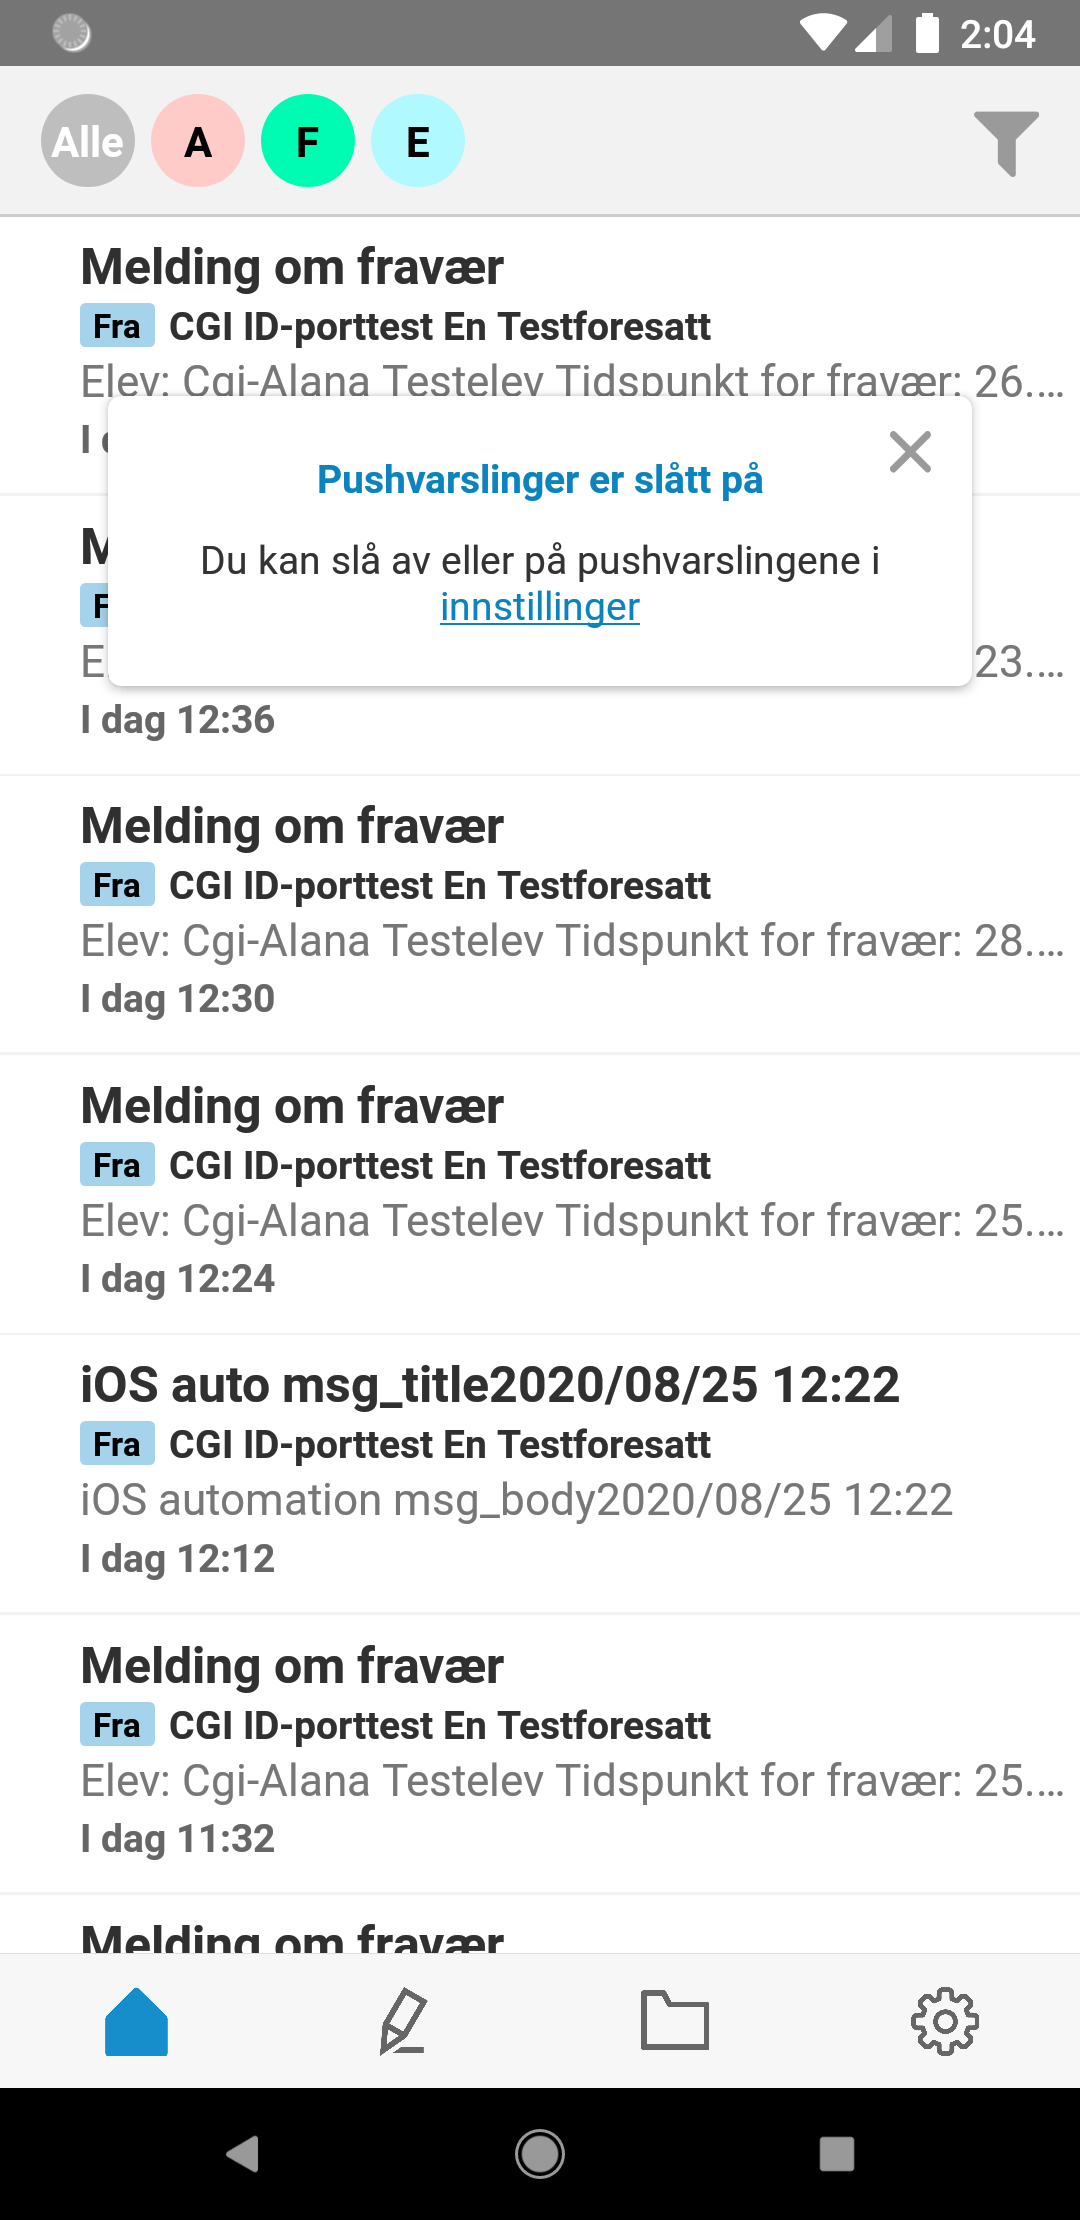 2:04
Alle A F E
Melding om fravær
Fra CGI ID-porttest En Testforesatt
Elev: Cgi-Alana Testelev Tidspunkt for fravær: 26....
I
Pushvarslinger er slått på
Du kan slå av eller på pushvarslingene i
innstillinger
23....
I dag 12:36
Melding om fravær
Fra CGI ID-porttest En Testforesatt
Elev: Cgi-Alana Testelev Tidspunkt for fravær: 28....
I dag 12:30
Melding om fravær
Fra CGI ID-porttest En Testforesatt
Elev: Cgi-Alana Testelev Tidspunkt for fravær: 25....
I dag 12:24
iOS auto msg_title2020/08/25 12:22
Fra CGI ID-porttest En Testforesatt
iOS automation msg_body2020/08/25 12:22
I dag 12:12
Melding om fravær
Fra CGI ID-porttest En Testforesatt
Elev: Cgi-Alana Testelev Tidspunkt for fravær: 25....
I dag 11:32
Melding om fravær